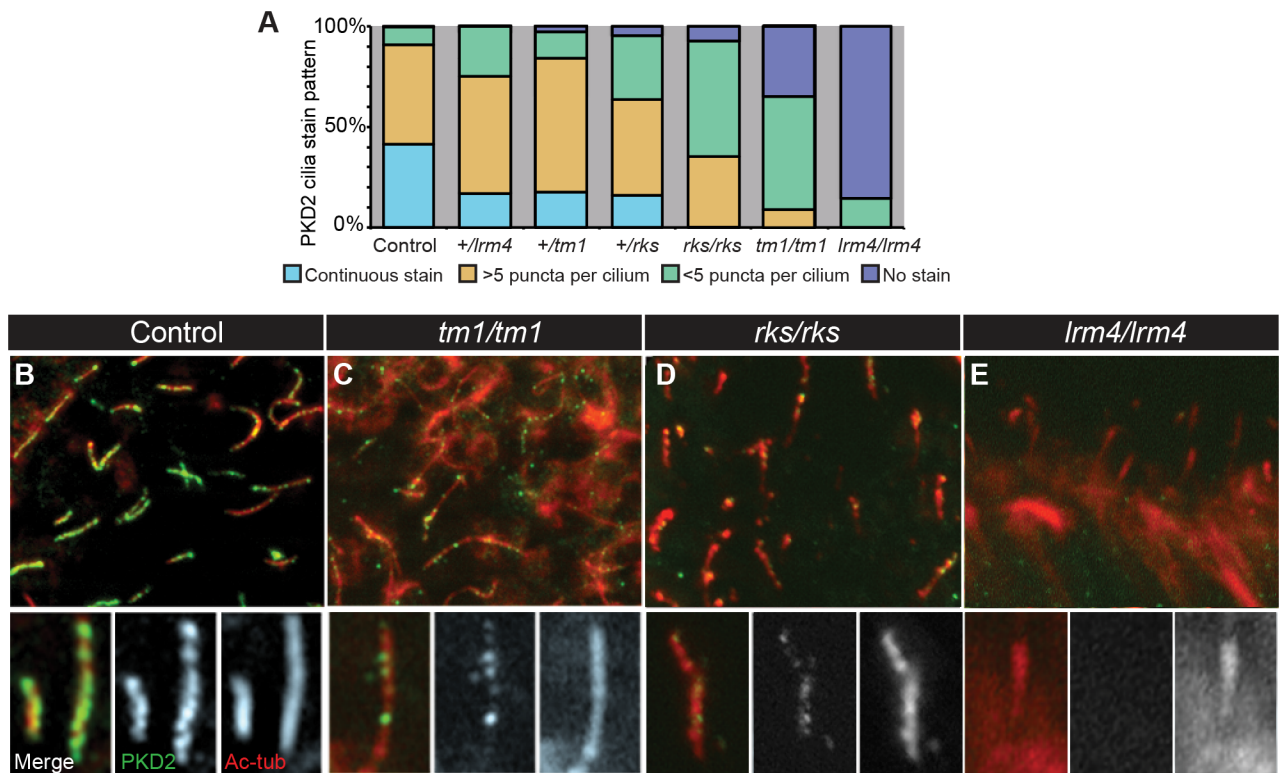 A
100%
50%
0%
PKD2 cilia stain pattern
Control +/lrm4 +/tm1 +/rks rks/rks tm1/tm1 lrm4/lrm4
Continuous stain >5 puncta per cilium <5 puncta per cilium No stain
Control tm1/tm1 rks/rks lrm4/lrm4
B C D E
Merge PKD2 Ac-tub